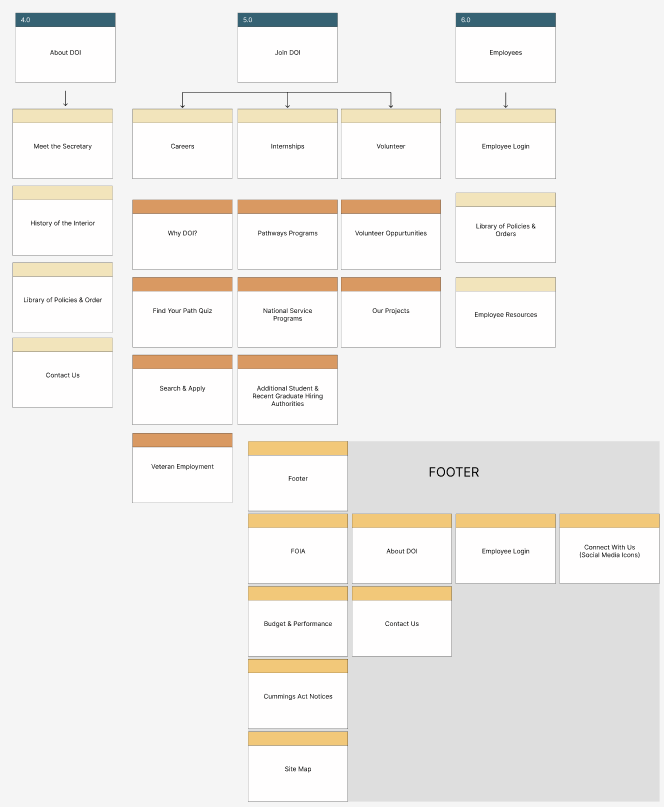 4.0
About DOI
5.0
Join DOI
6.0
Employees
Meet the Secretary
Careers
Internships
Volunteer
Employee Login
History of the Interior
Why DOI?
Pathways Programs
Volunteer Oppurtunities
Library of Policies &
Orders
Library of Policies & Order
Find Your Path Quiz
National Service
Programs
Our Projects
Employee Resources
Contact Us
Search & Apply
Additional Student &
Recent Graduate Hiring
Authorities
Veteran Employment
Footer
FOOTER
FOIA
About DOI
Employee Login
Connect With Us
(Social Media Icons)
Budget & Performance
Contact Us
Cummings Act Notices
Site Map